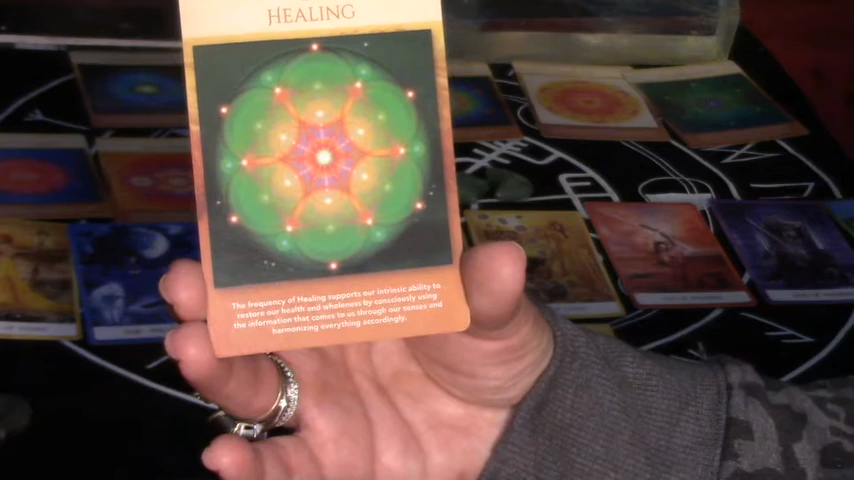 HEALING
The frequency of Healing supports our intrinsic ability to
restore our health and wholeness by consciously using
the information that comes to us through our senses and
harmonizing everything accordingly.